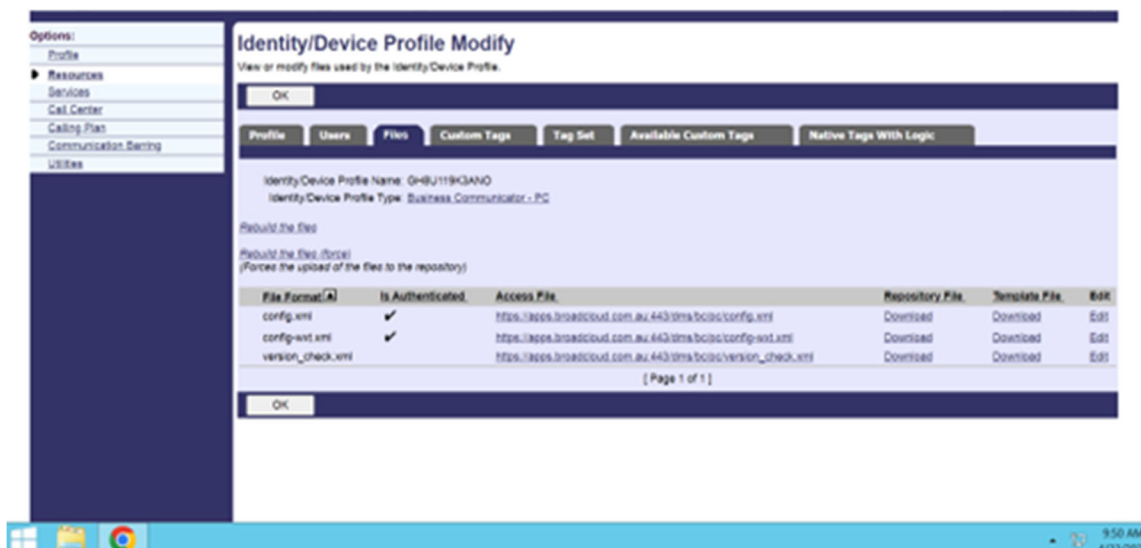 Options:
Profile
Resources
Services
Call Center
Calling Plan
Communication Barring
Utilities
Identity/Device Profile Modify
View or modify files used by the Identity/Device Profile.
OK
Profile Users Files Custom Tags Tag Set Available Custom Tags Native Tags With Logic
Identity/Device Profile Name:
Identity/Device Profile Type: Business Communicator - PC
Rebuild the files
Rebuild the files (force)
(Forces the upload of the files to the repository)
File Format Is Authenticated Access File Repository File Template File Edit
config.xml ✔ https://apps.broadcloud.com.au:443/dms/bc/pc/config.xml Download Download Edit
config-wxt.xml ✔ https://apps.broadcloud.com.au:443/dms/bc/pc/config-wxt.xml Download Download Edit
version_check.xml https://apps.broadcloud.com.au:443/dms/bc/pc/version_check.xml Download Download Edit
[ Page 1 of 1 ]
OK
9:50 AM